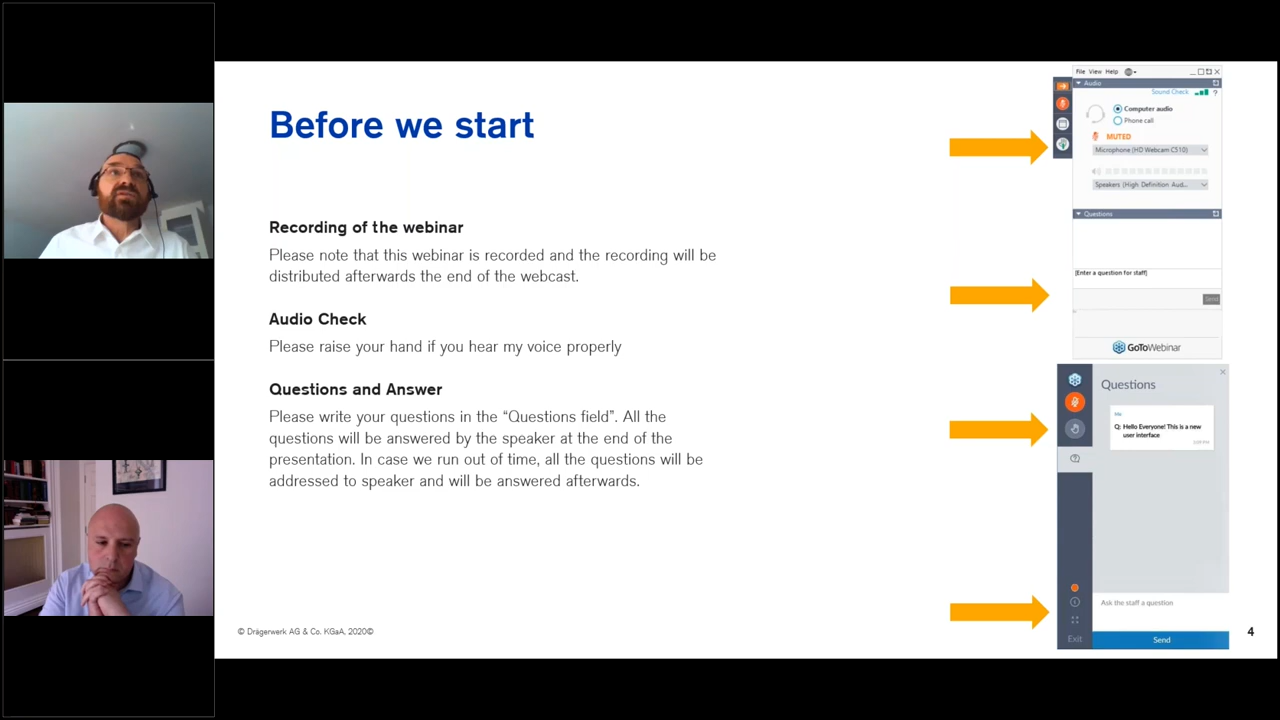 Before we start
Recording of the webinar
Please note that this webinar is recorded and the recording will be
distributed afterwards the end of the webcast.
Audio Check
Please raise your hand if you hear my voice properly
Questions and Answer
Please write your questions in the “Questions field”. All the
questions will be answered by the speaker at the end of the
presentation. In case we run out of time, all the questions will be
addressed to speaker and will be answered afterwards.
© Drägerwerk AG & Co. KGaA, 2020©
File View Help
Audio
Sound Check ?
Computer audio
Phone call
MUTED
Microphone (HD Webcam C510)
Speakers (High Definition Aud...
Questions
[Enter a question for staff]
Send
GoToWebinar
Questions
Me
Q: Hello Everyone! This is a new
user interface
Ask the staff a question
Exit
Send
4